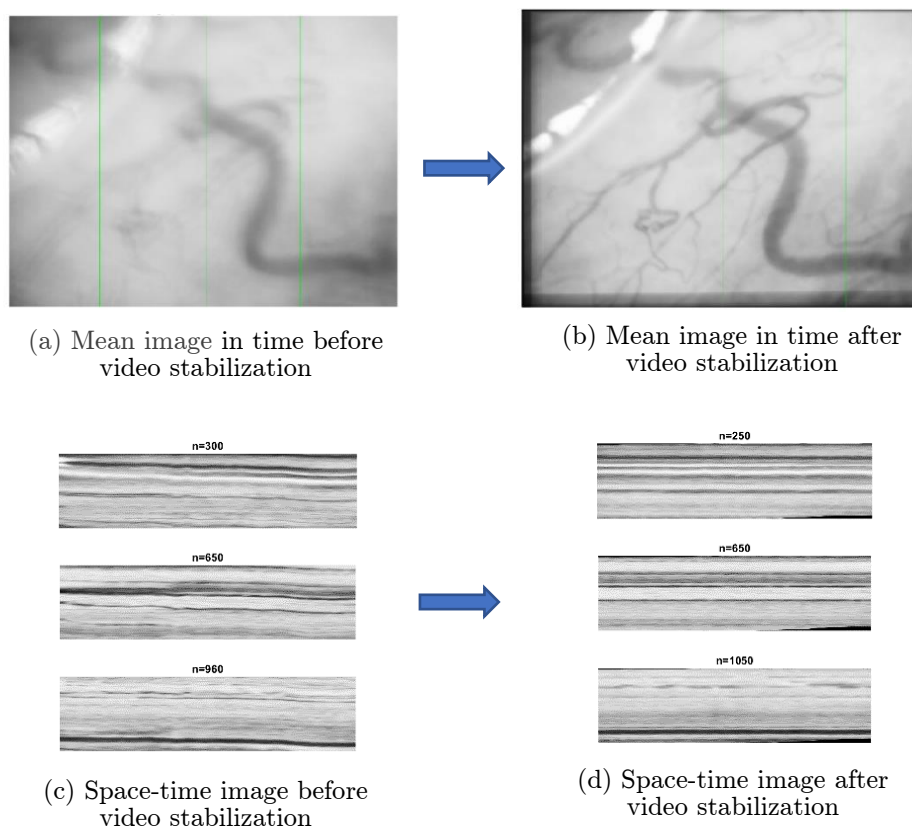 (a) Mean image in time before
video stabilization
(b) Mean image in time after
video stabilization
n=300
n=650
n=960
n=250
n=650
n=1050
(c) Space-time image before
video stabilization
(d) Space-time image after
video stabilization